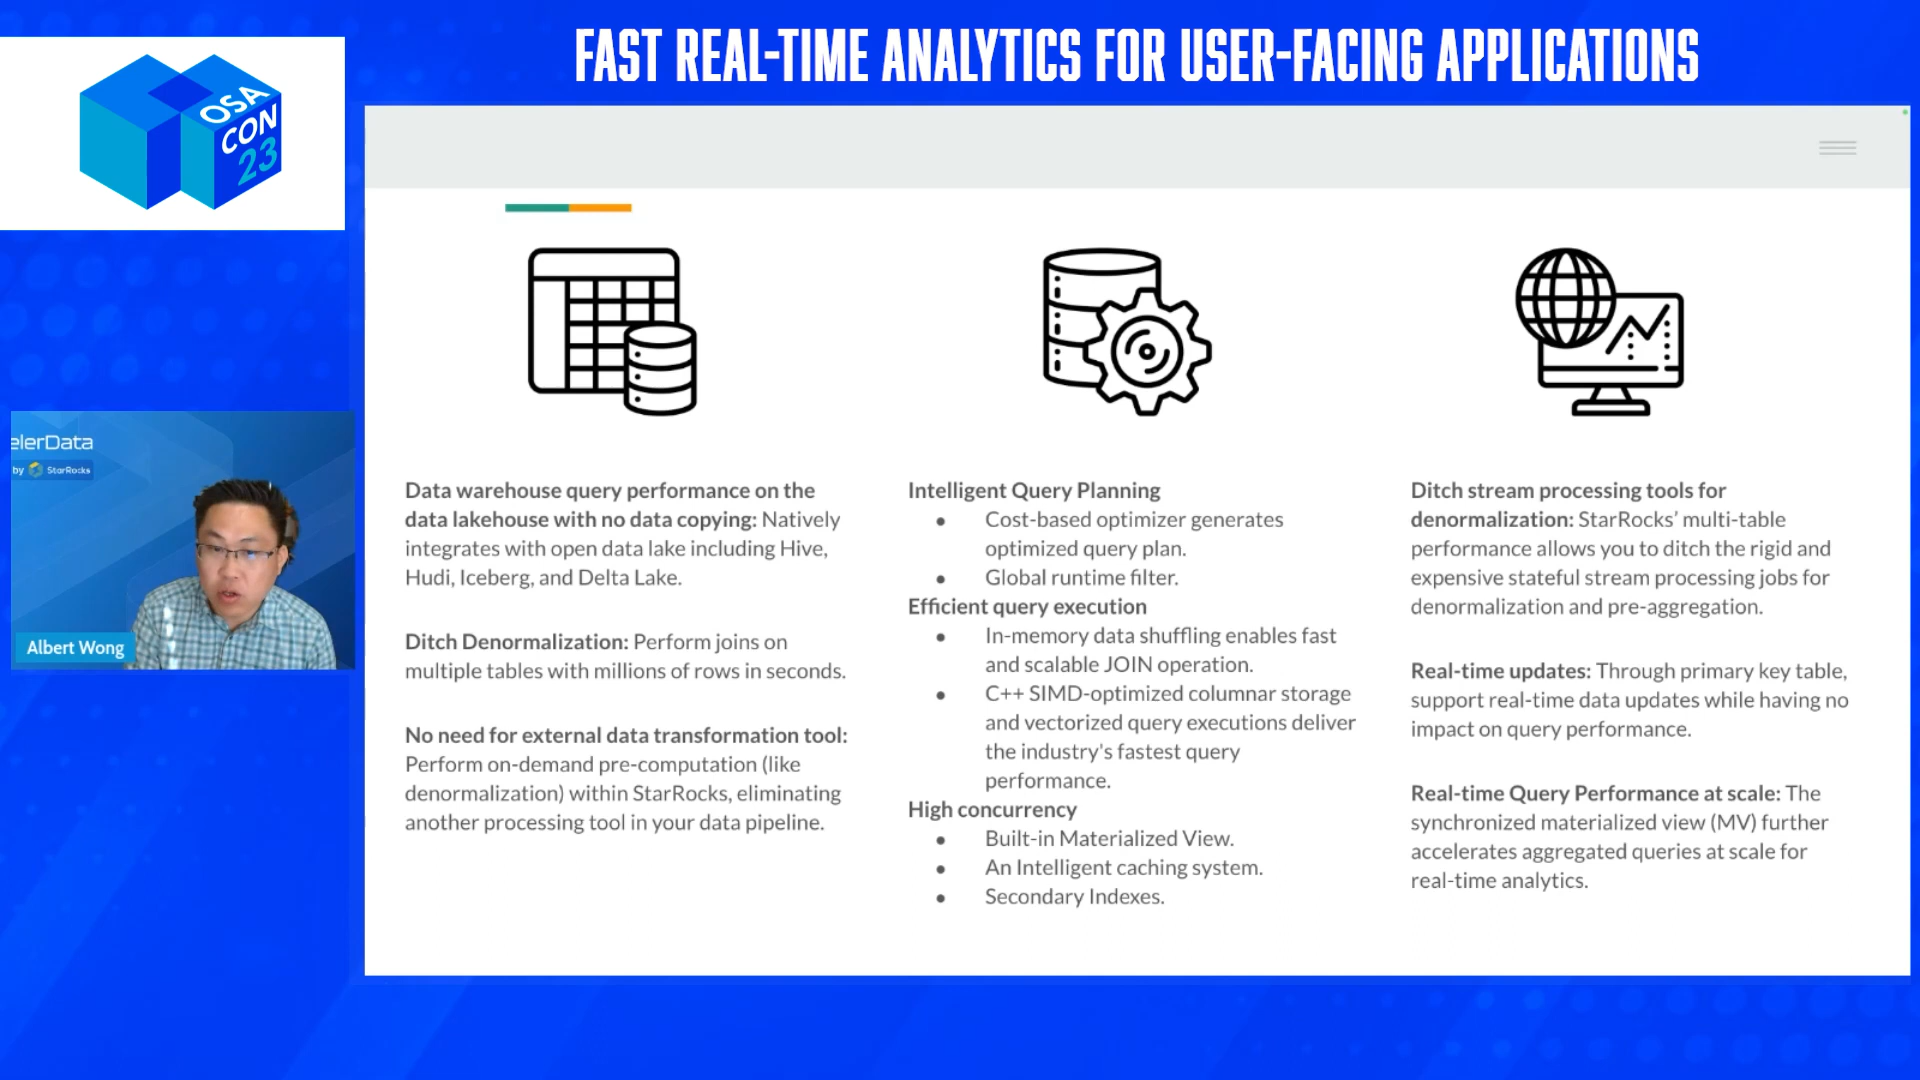 FAST REAL-TIME ANALYTICS FOR USER-FACING APPLICATIONS
OSA
CON
23
elerData
by StarRocks
Albert Wong
Data warehouse query performance on the
data lakehouse with no data copying: Natively
integrates with open data lake including Hive,
Hudi, Iceberg, and Delta Lake.
Ditch Denormalization: Perform joins on
multiple tables with millions of rows in seconds.
No need for external data transformation tool:
Perform on-demand pre-computation (like
denormalization) within StarRocks, eliminating
another processing tool in your data pipeline.
Intelligent Query Planning
● Cost-based optimizer generates
optimized query plan.
● Global runtime filter.
Efficient query execution
● In-memory data shuffling enables fast
and scalable JOIN operation.
● C++ SIMD-optimized columnar storage
and vectorized query executions deliver
the industry's fastest query
performance.
High concurrency
● Built-in Materialized View.
● An Intelligent caching system.
● Secondary Indexes.
Ditch stream processing tools for
denormalization: StarRocks’ multi-table
performance allows you to ditch the rigid and
expensive stateful stream processing jobs for
denormalization and pre-aggregation.
Real-time updates: Through primary key table,
support real-time data updates while having no
impact on query performance.
Real-time Query Performance at scale: The
synchronized materialized view (MV) further
accelerates aggregated queries at scale for
real-time analytics.